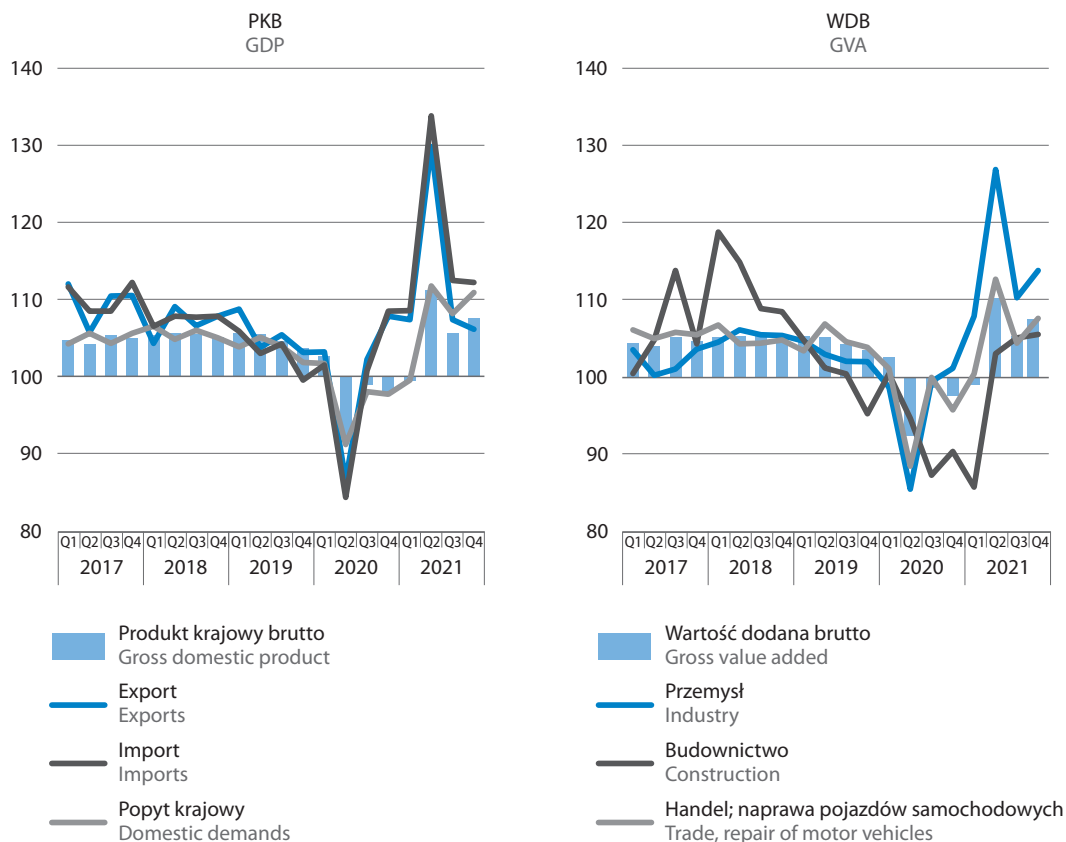 PKB
GDP
140
130
120
110
100
90
80
Q1 Q2 Q3 Q4 Q1 Q2 Q3 Q4 Q1 Q2 Q3 Q4 Q1 Q2 Q3 Q4 Q1 Q2 Q3 Q4
2017 2018 2019 2020 2021
Produkt krajowy brutto
Gross domestic product
Export
Exports
Import
Imports
Popyt krajowy
Domestic demands
WDB
GVA
140
130
120
110
100
90
80
Q1 Q2 Q3 Q4 Q1 Q2 Q3 Q4 Q1 Q2 Q3 Q4 Q1 Q2 Q3 Q4 Q1 Q2 Q3 Q4
2017 2018 2019 2020 2021
Wartość dodana brutto
Gross value added
Przemysł
Industry
Budownictwo
Construction
Handel; naprawa pojazdów samochodowych
Trade, repair of motor vehicles